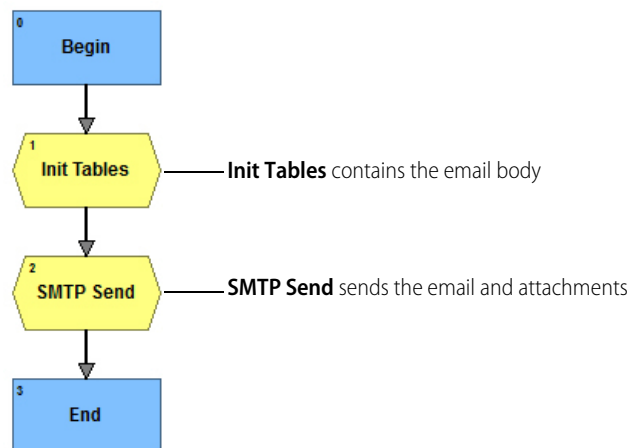 0
Begin
1
Init Tables
Init Tables contains the email body
2
SMTP Send
SMTP Send sends the email and attachments
3
End